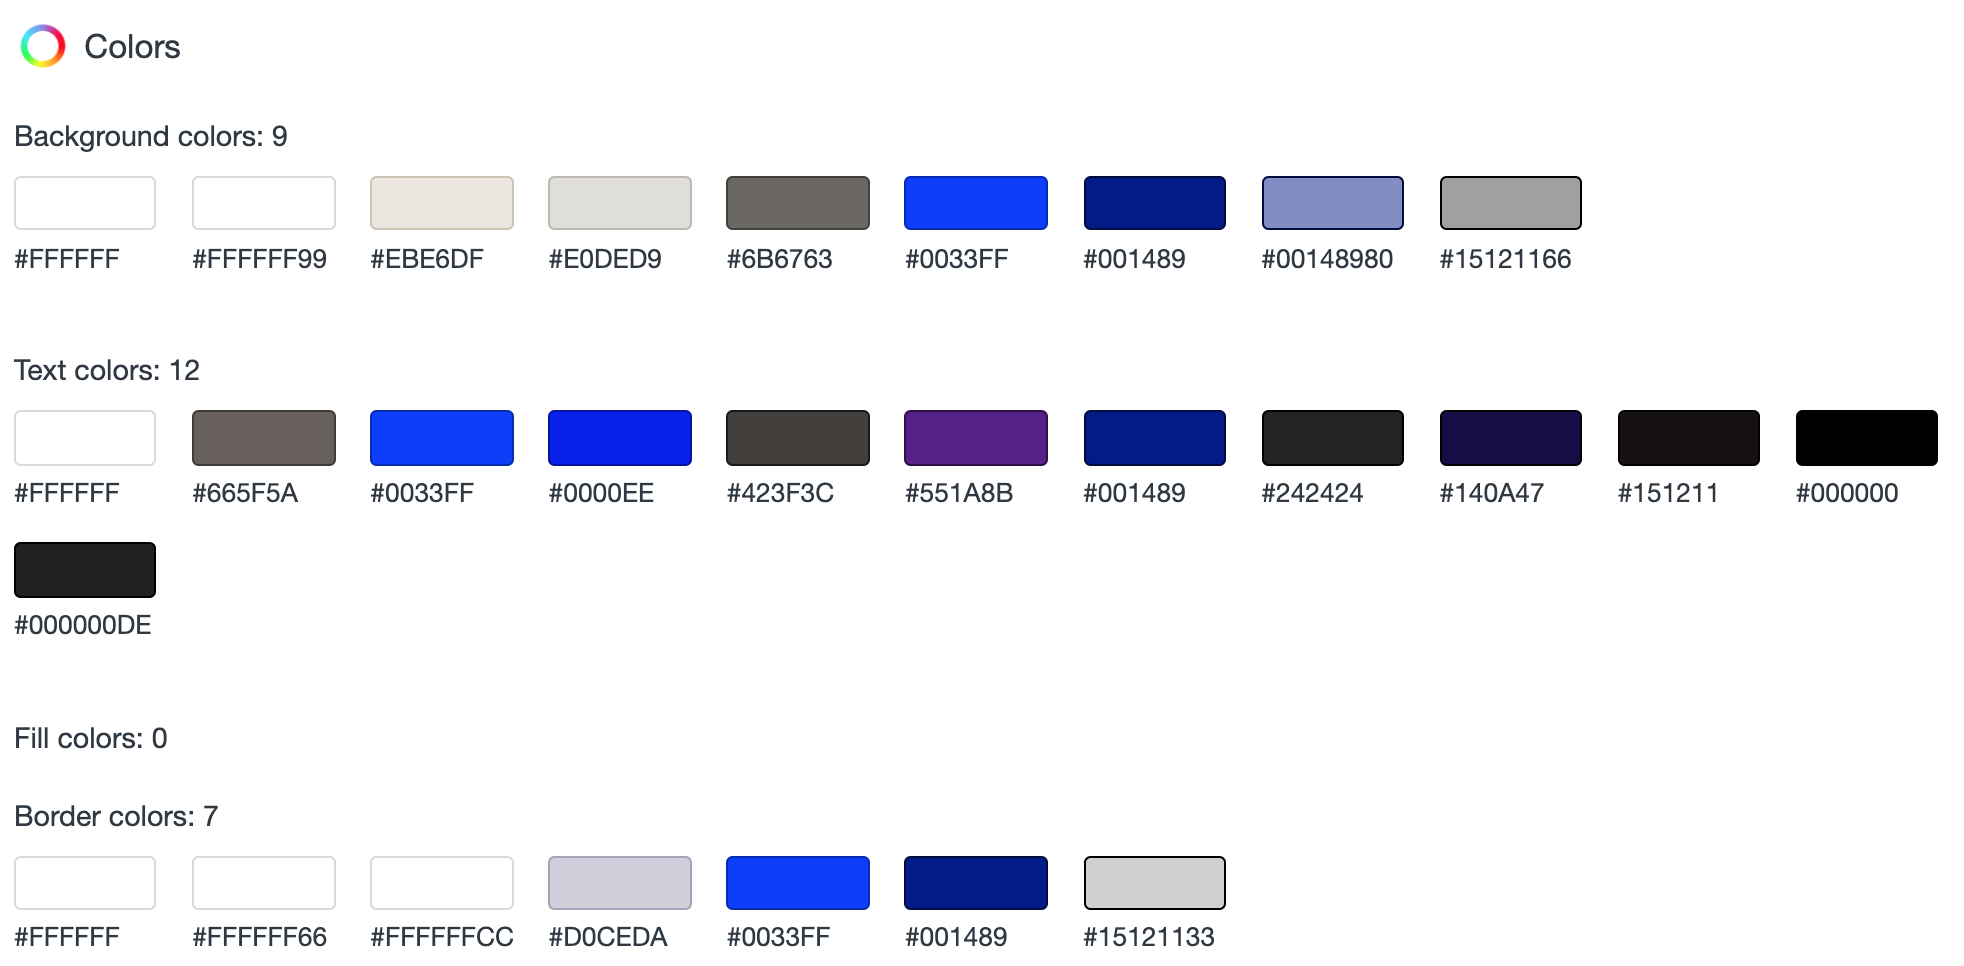 Colors
Background colors: 9
#FFFFFF #FFFFFF99 #EBE6DF #E0DED9 #6B6763 #0033FF #001489 #00148980 #15121166
Text colors: 12
#FFFFFF #665F5A #0033FF #0000EE #423F3C #551A8B #001489 #242424 #140A47 #151211 #000000
#000000DE
Fill colors: 0
Border colors: 7
#FFFFFF #FFFFFF66 #FFFFFFCC #D0CEDA #0033FF #001489 #15121133